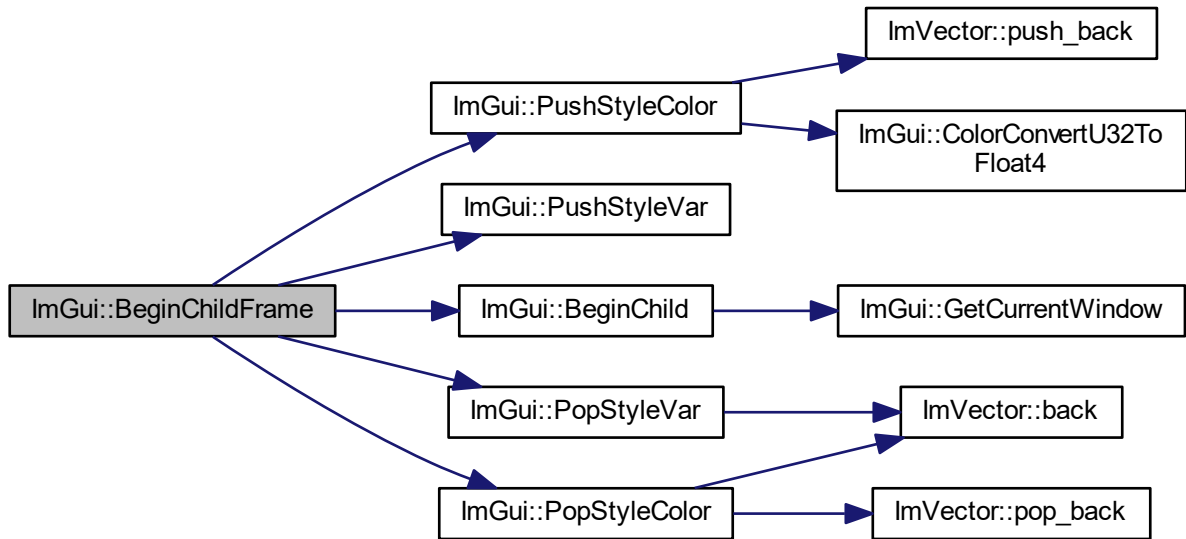 ImVector::push_back
ImGui::PushStyleColor
ImGui::ColorConvertU32To
Float4
ImGui::PushStyleVar
ImGui::BeginChildFrame
ImGui::BeginChild
ImGui::GetCurrentWindow
ImGui::PopStyleVar
ImVector::back
ImGui::PopStyleColor
ImVector::pop_back